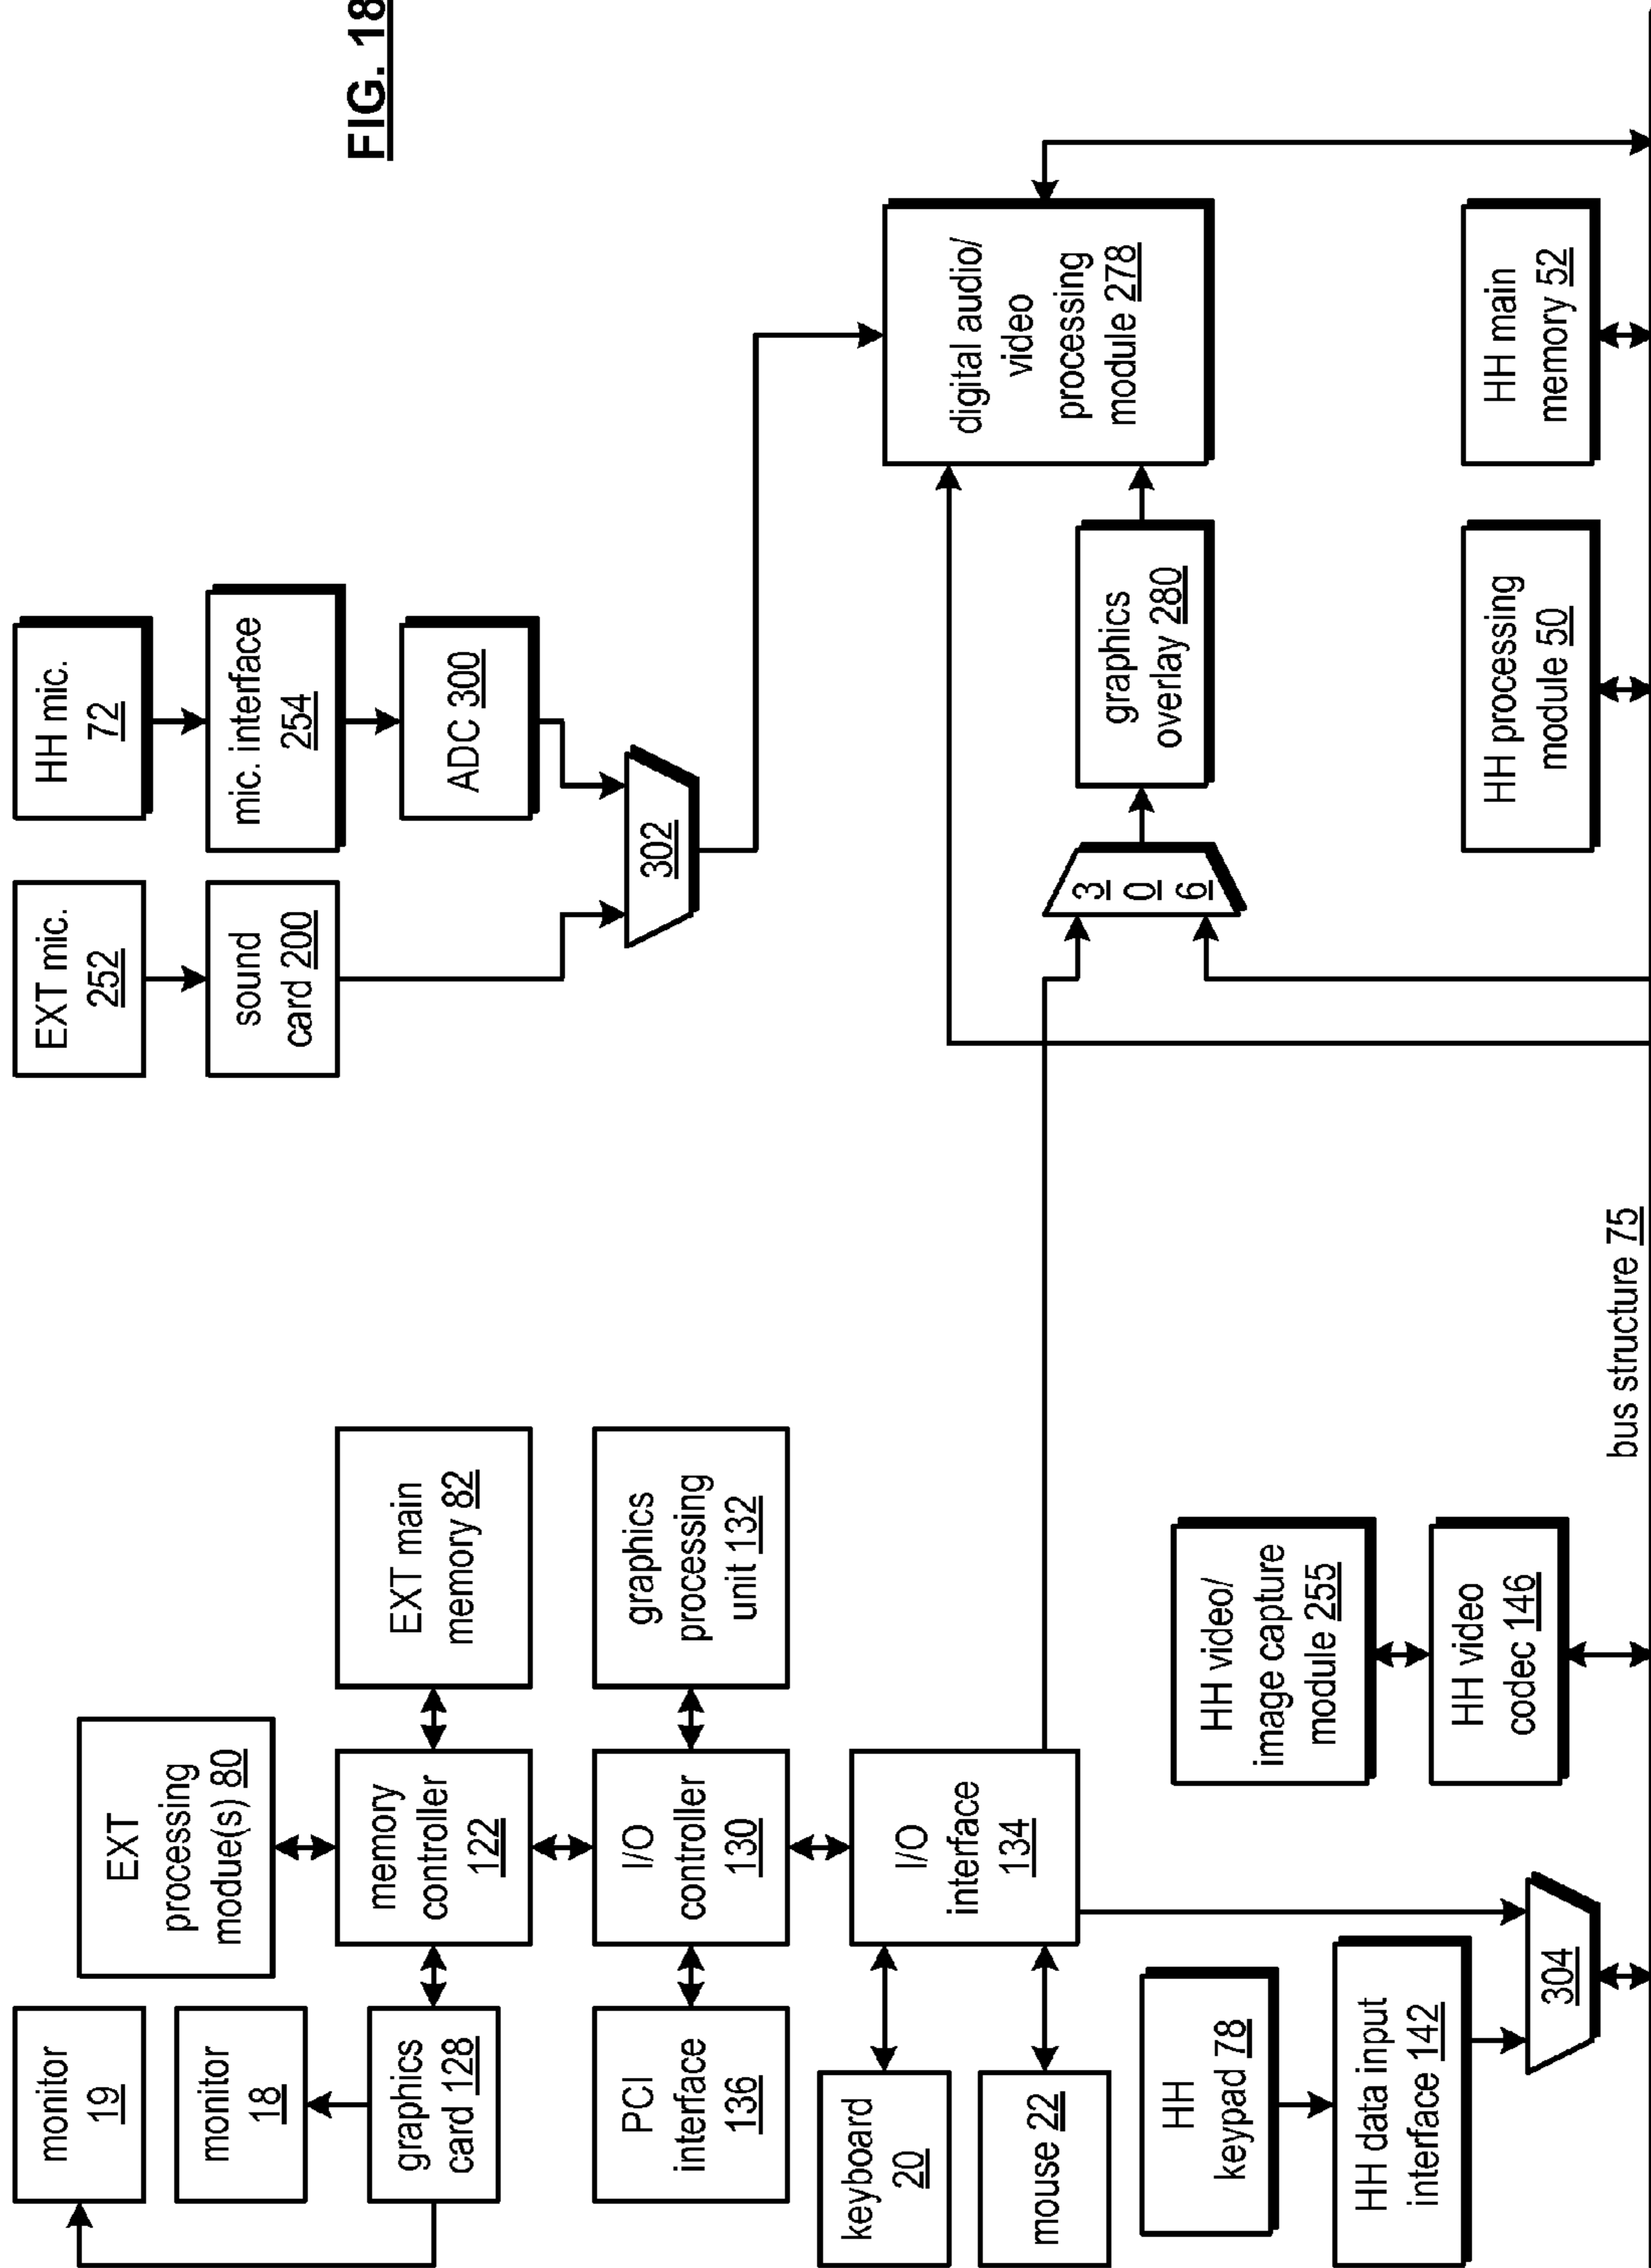 FIG. 18
monitor
19
monitor
18
graphics
card 128
EXT
processing
modue(s) 80
memory
controller
122
EXT main
memory 82
PCI
interface
136
I/O
controller
130
graphics
processing
unit 132
keyboard
20
mouse 22
I/O
interface
134
HH
keypad 78
HH data input
interface 142
304
HH video/
image capture
module 255
HH video
codec 146
bus structure 75
EXT mic.
252
sound
card 200
HH mic.
72
mic. interface
254
ADC 300
302
digital audio/
video
processing
module 278
3
0
6
graphics
overlay 280
HH processing
module 50
HH main
memory 52